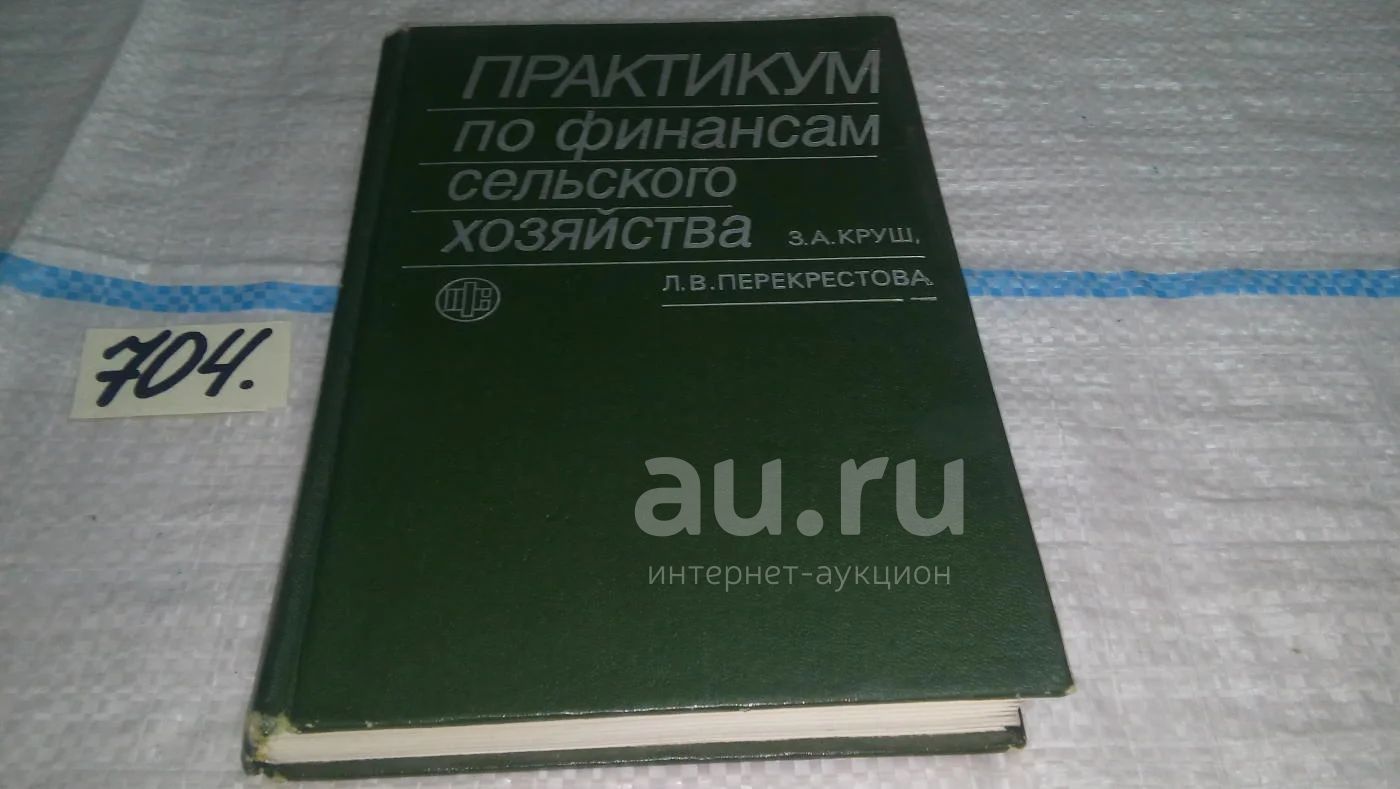 ПРАКТИКУМ
по финансам
сельского
хозяйства
З.А.КРУШ,
Л.В.ПЕРЕКРЕСТОВА
704.
au.ru
интернет-аукцион